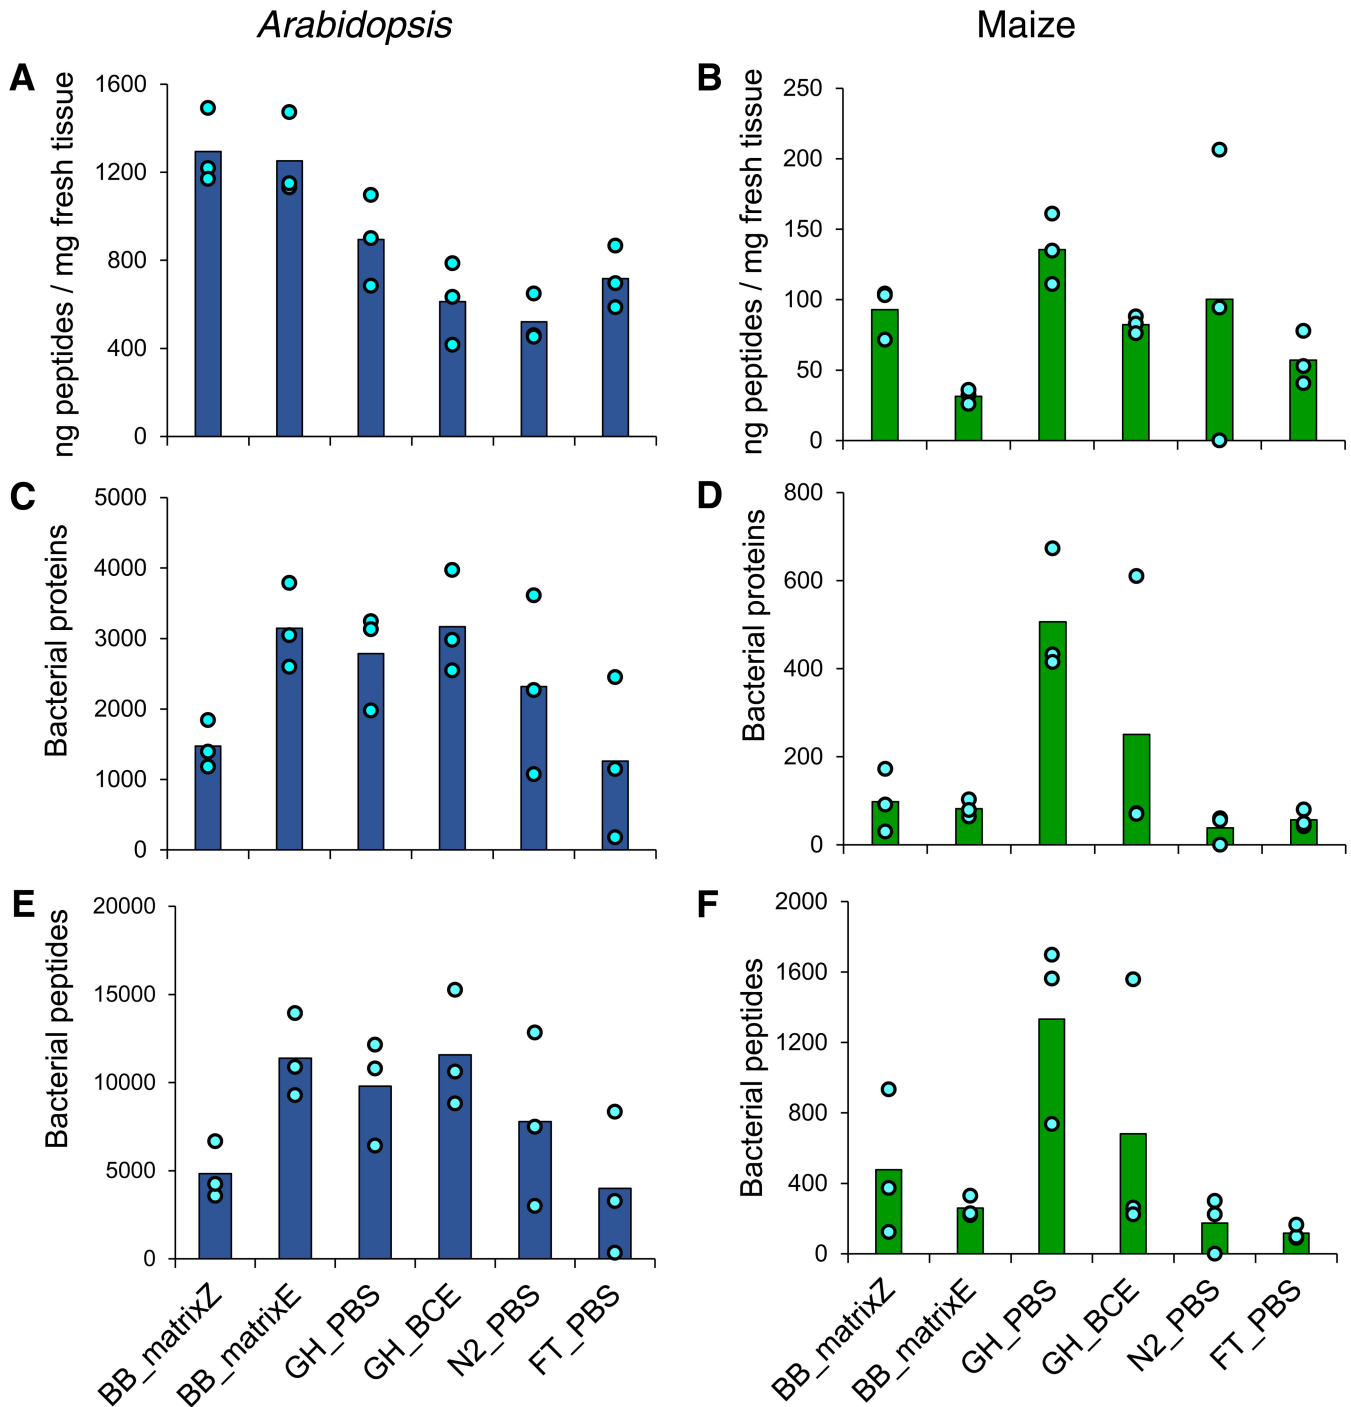 Arabidopsis
Maize
A
ng peptides / mg fresh tissue
1600
1200
800
400
0
B
ng peptides / mg fresh tissue
250
200
150
100
50
0
C
Bacterial proteins
5000
4000
3000
2000
1000
0
D
Bacterial proteins
800
600
400
200
0
E
Bacterial peptides
20000
15000
10000
5000
0
BB_matrixZ
BB_matrixE
GH_PBS
GH_BCE
N2_PBS
FT_PBS
F
Bacterial peptides
2000
1600
1200
800
400
0
BB_matrixZ
BB_matrixE
GH_PBS
GH_BCE
N2_PBS
FT_PBS